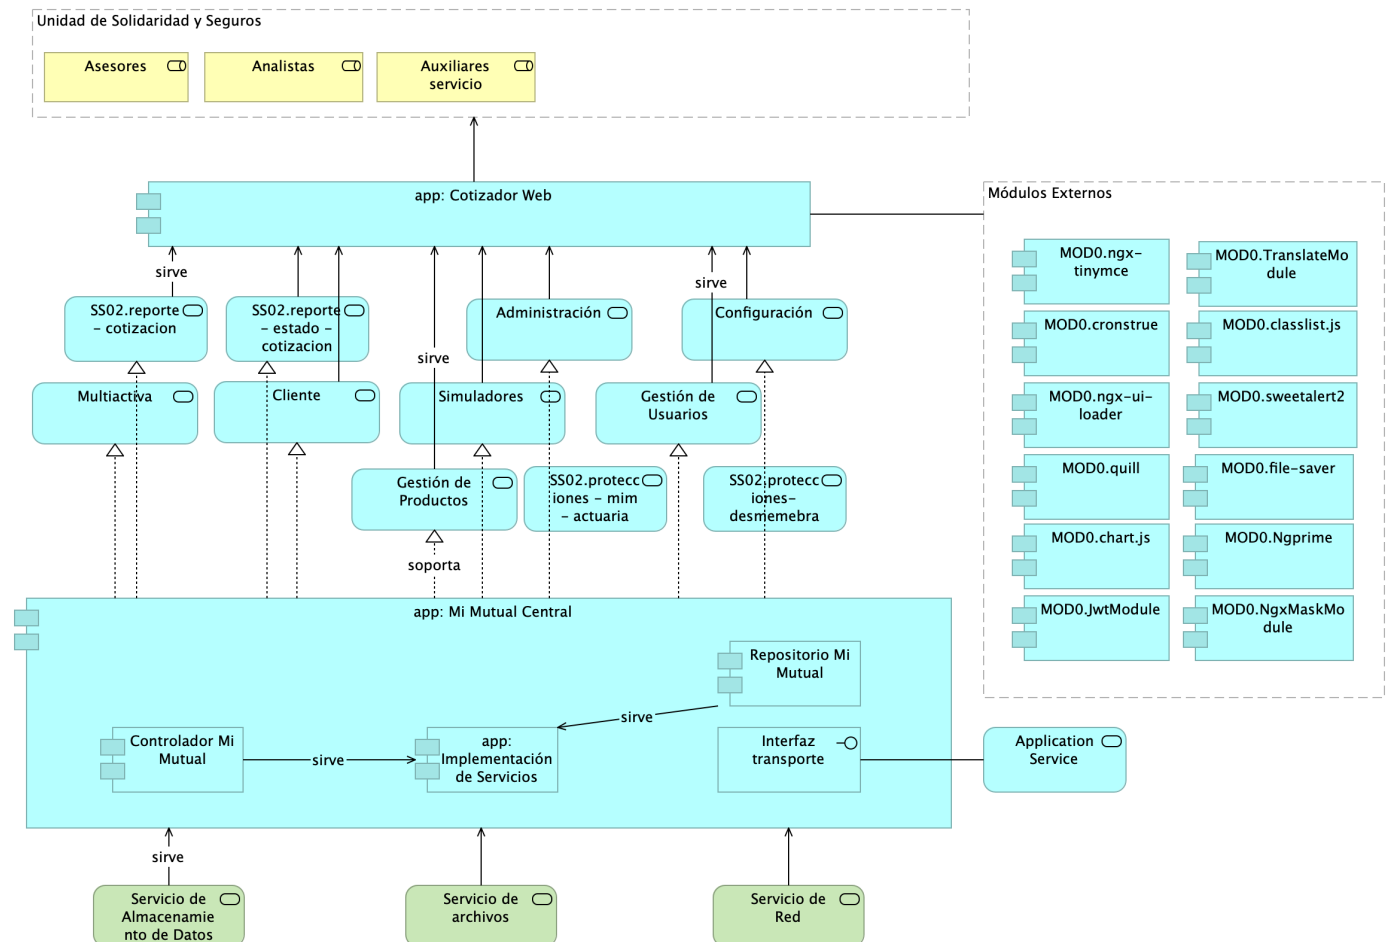 Unidad de Solidaridad y Seguros
Asesores
Analistas
Auxiliares
servicio
app: Cotizador Web
Módulos Externos
MOD0.ngx-
tinymce
MOD0.TranslateMo
dule
MOD0.cronstrue
MOD0.classlist.js
MOD0.ngx-ui-
loader
MOD0.sweetalert2
MOD0.quill
MOD0.file-saver
MOD0.chart.js
MOD0.Ngprime
MOD0.JwtModule
MOD0.NgxMaskMo
dule
sirve
sirve
SS02.reporte
- cotizacion
SS02.reporte
- estado -
cotizacion
Administración
Configuración
sirve
Multiactiva
Cliente
Simuladores
Gestión de
Usuarios
Gestión de
Productos
SS02.protecc
iones - mim
- actuaria
SS02.protecc
iones-
desmemebra
soporta
app: Mi Mutual Central
Repositorio Mi
Mutual
sirve
Controlador Mi
Mutual
sirve
app:
Implementación
de Servicios
Interfaz
transporte
Application
Service
sirve
Servicio de
Almacenamie
nto de Datos
Servicio de
archivos
Servicio de
Red